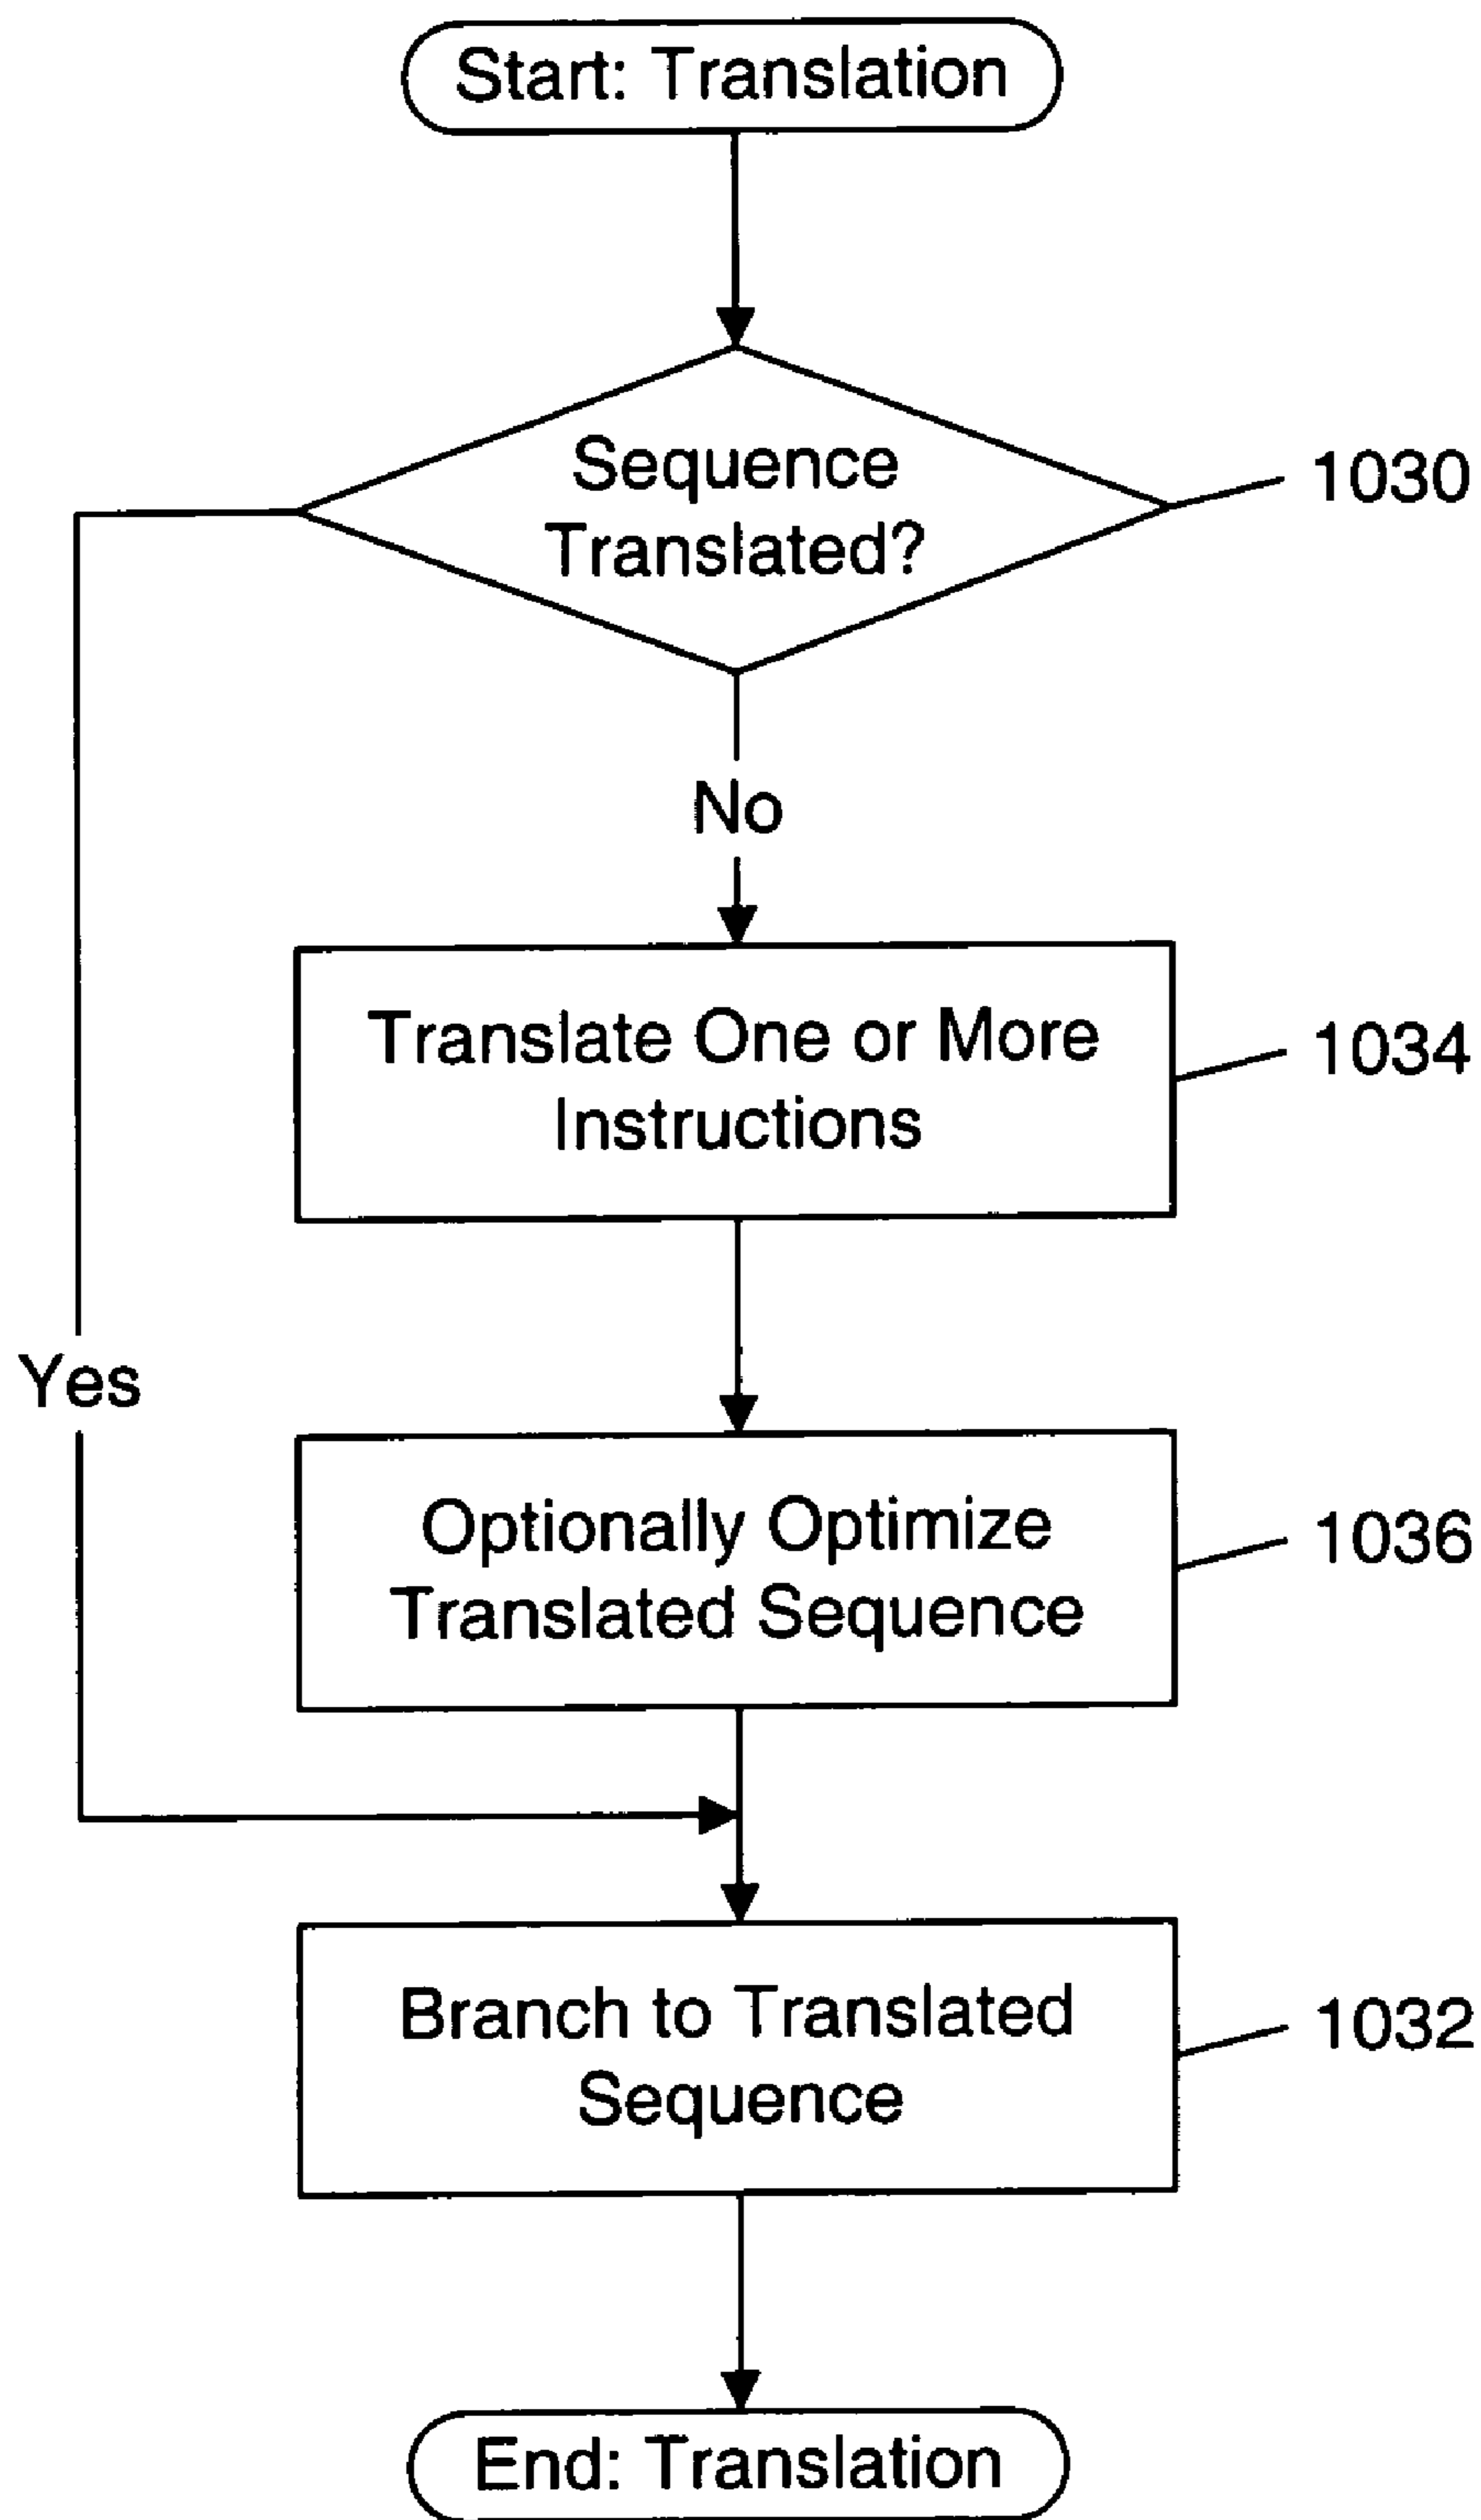 Start: Translation
Sequence
Translated?
1030
No
Translate One or More
Instructions
1034
Yes
Optionally Optimize
Translated Sequence
1036
Branch to Translated
Sequence
1032
End: Translation